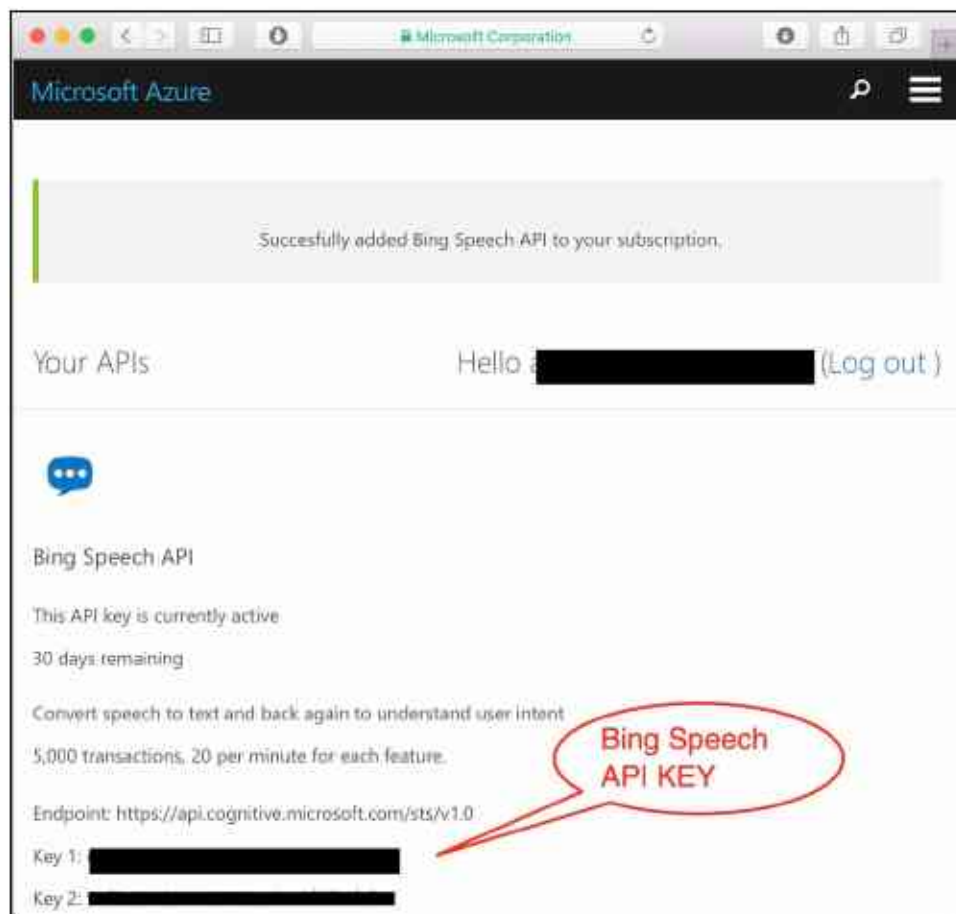 Microsoft Corporation
Microsoft Azure
Succesfully added Bing Speech API to your subscription.
Your APIs Hello (Log out )
Bing Speech API
This API key is currently active
30 days remaining
Convert speech to text and back again to understand user intent
5,000 transactions, 20 per minute for each feature.
Bing Speech
API KEY
Endpoint: https://api.cognitive.microsoft.com/sts/v1.0
Key 1:
Key 2: